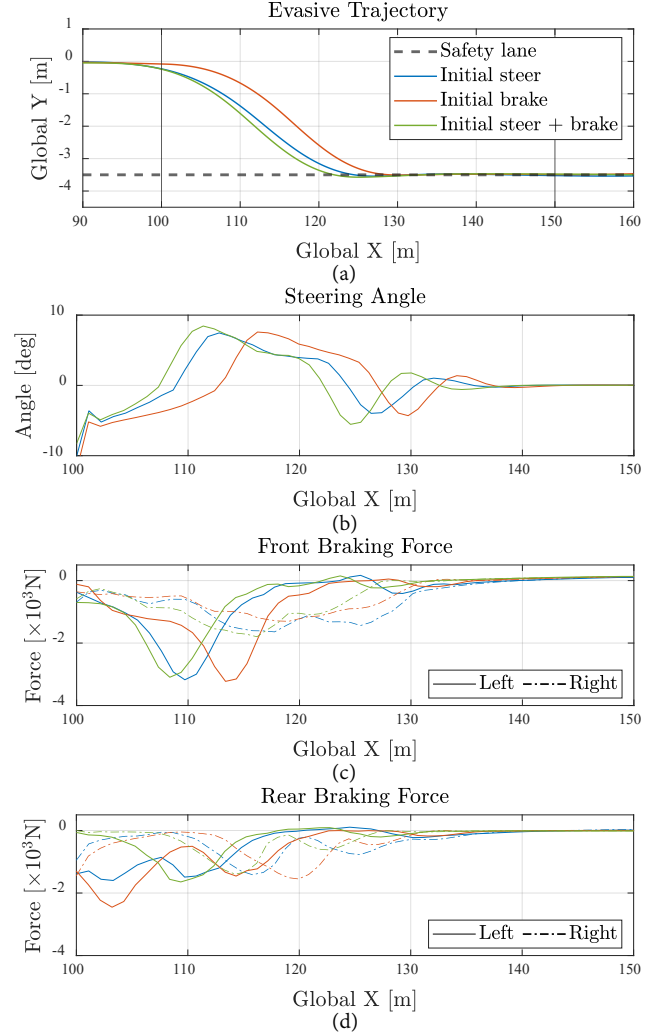 Evasive Trajectory
1
0
-1
-2
-3
-4
Global Y [m]
Safety lane
Initial steer
Initial brake
Initial steer + brake
90 100 110 120 130 140 150 160
Global X [m]
(a)
Steering Angle
10
0
-10
Angle [deg]
100 110 120 130 140 150
Global X [m]
(b)
Front Braking Force
0
-2
-4
Force [×10³N]
Left Right
100 110 120 130 140 150
Global X [m]
(c)
Rear Braking Force
0
-2
-4
Force [×10³N]
Left Right
100 110 120 130 140 150
Global X [m]
(d)